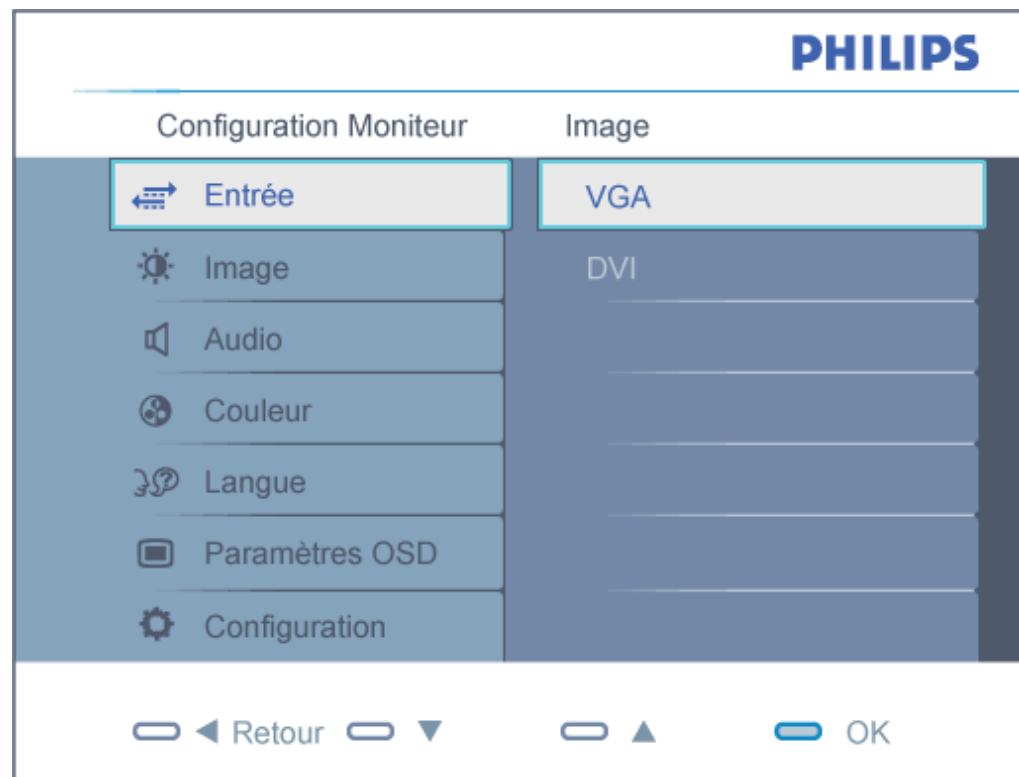 PHILIPS
Configuration Moniteur Image
Entrée VGA
Image DVI
Audio
Couleur
Langue
Paramètres OSD
Configuration
Retour OK